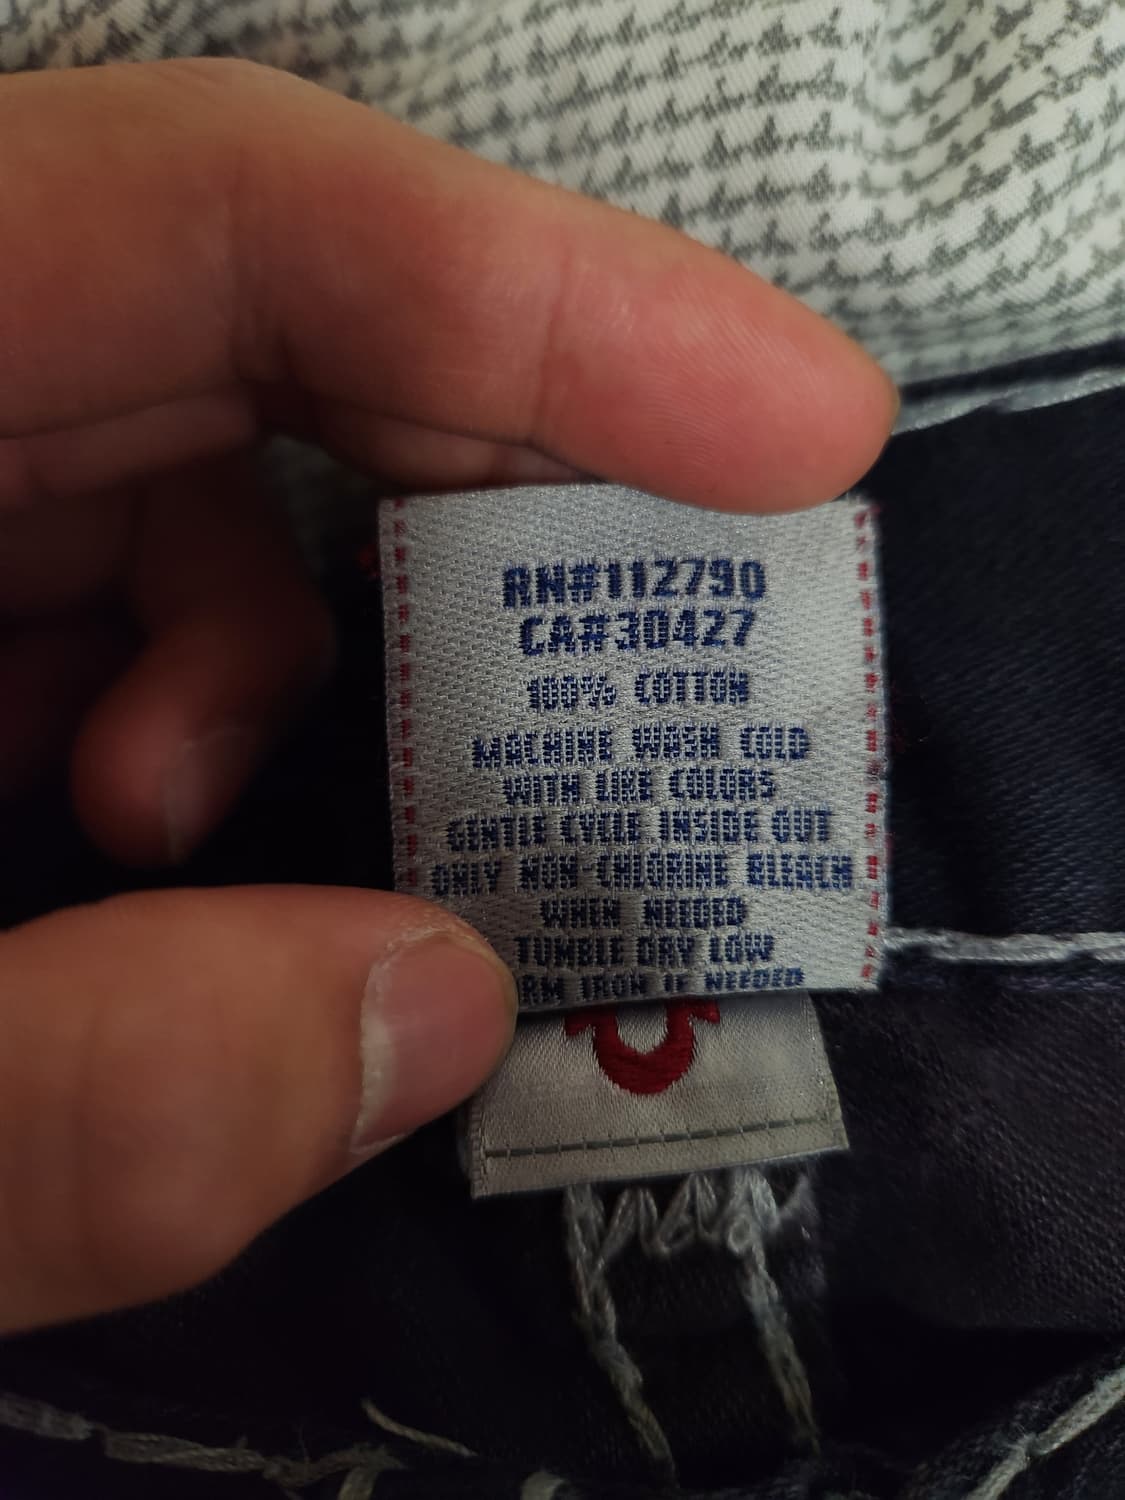 RN#112790
CA#30427
100% COTTON
MACHINE WASH COLD
WITH LIKE COLORS
GENTLE CYCLE INSIDE OUT
ONLY NON-CHLORINE BLEACH
WHEN NEEDED
TUMBLE DRY LOW
RM IRON IF NEEDED